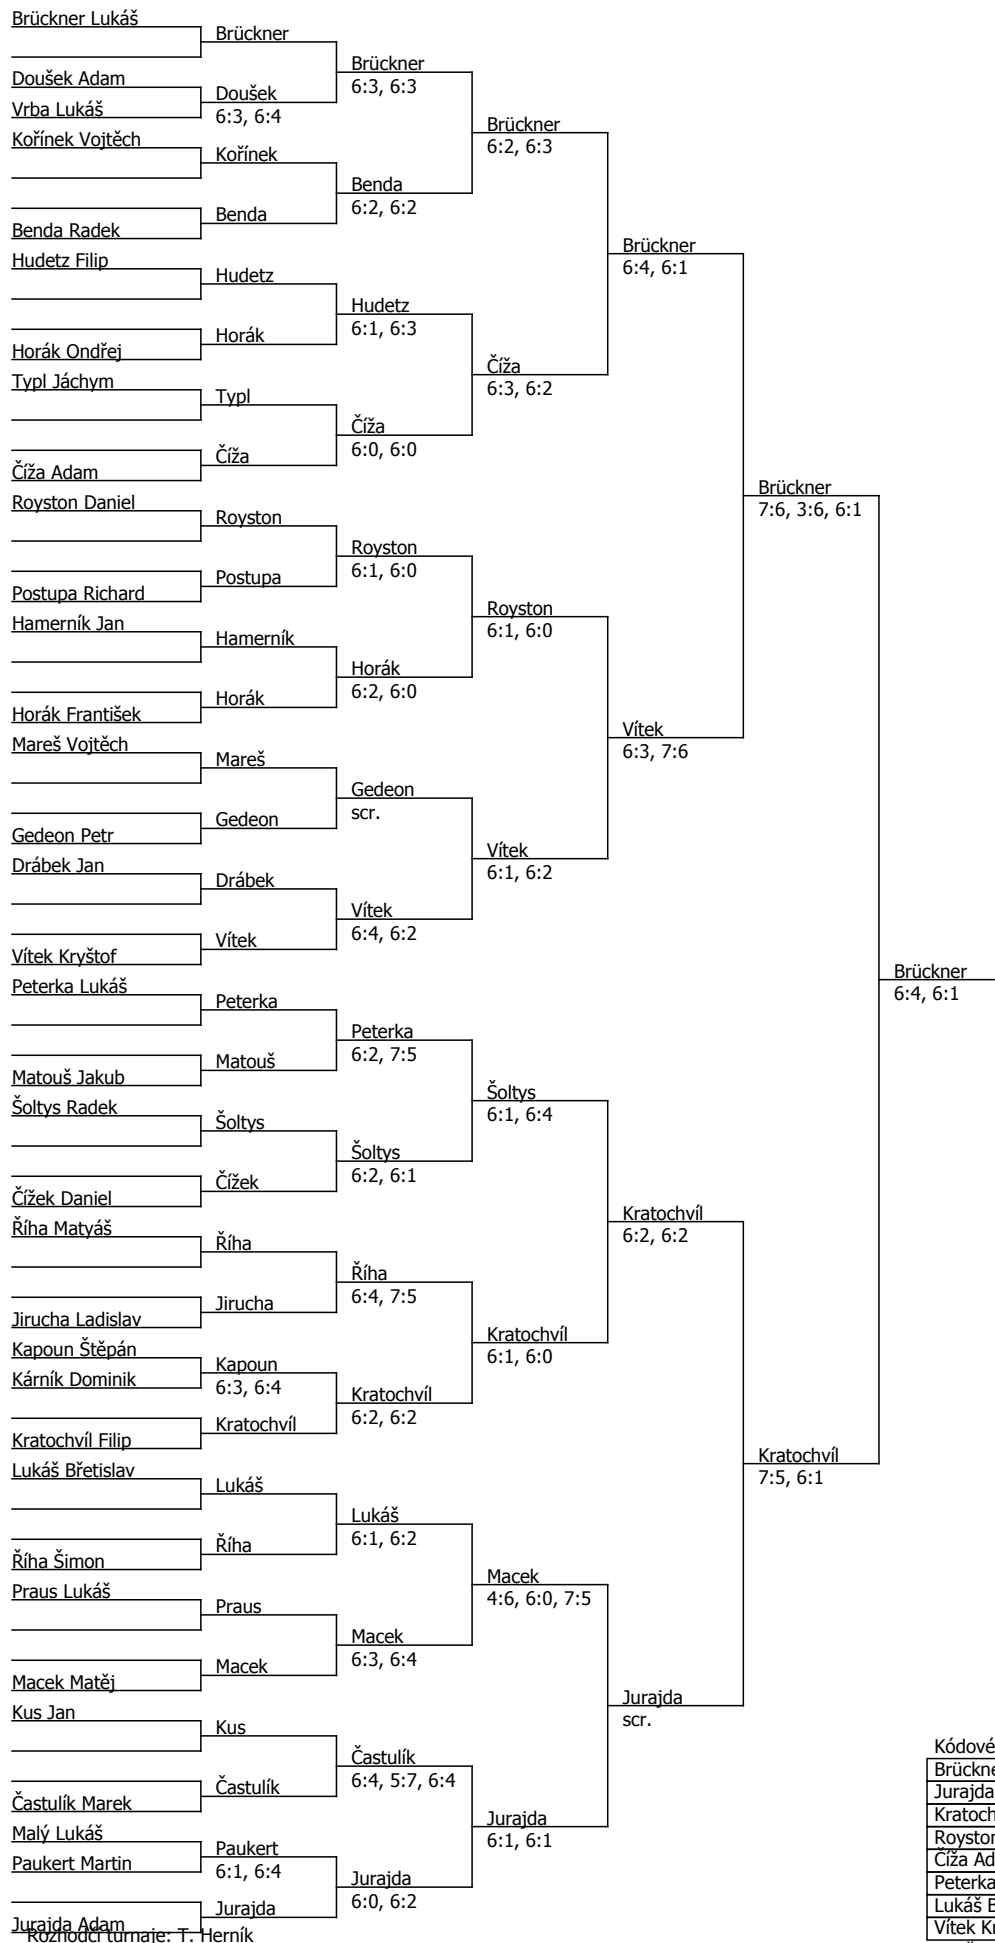 Brückner Lukáš
Brückner
Brückner
6:3, 6:3
Doušek Adam
Doušek
Vrba Lukáš
6:3, 6:4
Brückner
6:2, 6:3
Kořínek Vojtěch
Kořínek
Benda
6:2, 6:2
Benda
Benda Radek
Brückner
6:4, 6:1
Hudetz Filip
Hudetz
Hudetz
6:1, 6:3
Horák
Horák Ondřej
Číža
6:3, 6:2
Typl Jáchym
Typl
Číža
6:0, 6:0
Číža
Číža Adam
Brückner
7:6, 3:6, 6:1
Royston Daniel
Royston
Royston
6:1, 6:0
Postupa
Postupa Richard
Royston
6:1, 6:0
Hamerník Jan
Hamerník
Horák
6:2, 6:0
Horák
Horák František
Vítek
6:3, 7:6
Mareš Vojtěch
Mareš
Gedeon
scr.
Gedeon
Gedeon Petr
Vítek
6:1, 6:2
Drábek Jan
Drábek
Vítek
6:4, 6:2
Vítek
Vítek Kryštof
Brückner
6:4, 6:1
Peterka Lukáš
Peterka
Peterka
6:2, 7:5
Matouš
Matouš Jakub
Šoltys
6:1, 6:4
Šoltys Radek
Šoltys
Šoltys
6:2, 6:1
Čížek
Čížek Daniel
Kratochvíl
6:2, 6:2
Říha Matyáš
Říha
Říha
6:4, 7:5
Jirucha
Jirucha Ladislav
Kratochvíl
6:1, 6:0
Kapoun Štěpán
Kapoun
Kárník Dominik
6:3, 6:4
Kratochvíl
6:2, 6:2
Kratochvíl
Kratochvíl Filip
Kratochvíl
7:5, 6:1
Lukáš Břetislav
Lukáš
Lukáš
6:1, 6:2
Říha
Říha Šimon
Macek
4:6, 6:0, 7:5
Praus Lukáš
Praus
Macek
6:3, 6:4
Macek
Macek Matěj
Jurajda
scr.
Kus Jan
Kus
Častulík
6:4, 5:7, 6:4
Častulík
Častulík Marek
Jurajda
6:1, 6:1
Malý Lukáš
Paukert
Paukert Martin
6:1, 6:4
Jurajda
6:0, 6:2
Jurajda
Jurajda Adam
Rozhodčí turnaje: T. Herník
Kódové
Brückne
Jurajda
Kratoch
Royston
Číža Ad
Peterka
Lukáš B
Vítek Kr